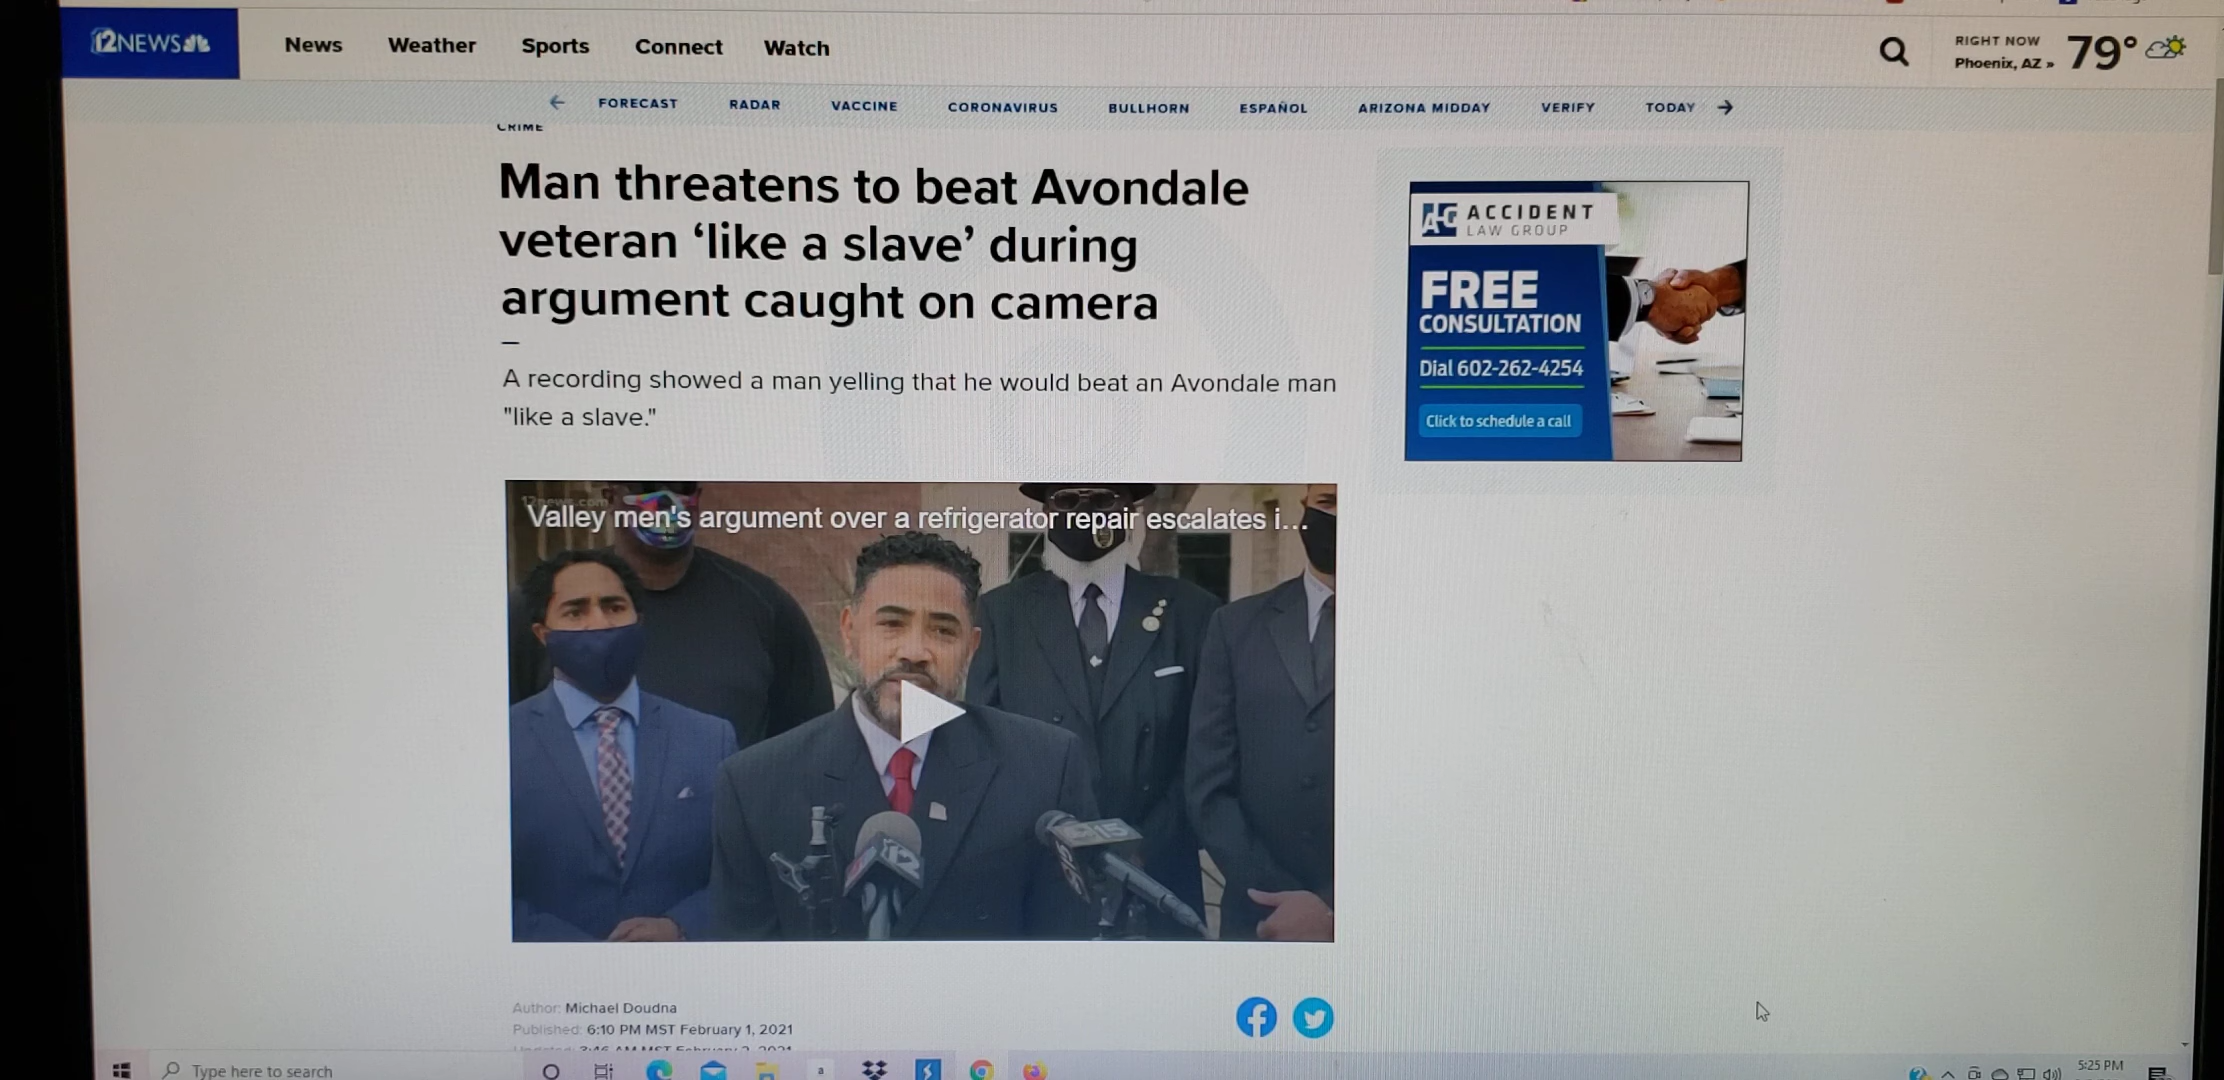 12NEWS
News
Weather
Sports
Connect
Watch
RIGHT NOW
Phoenix, AZ »
79°
FORECAST
RADAR
VACCINE
CORONAVIRUS
BULLHORN
ESPAÑOL
ARIZONA MIDDAY
VERIFY
TODAY
CRIME
Man threatens to beat Avondale
veteran ‘like a slave’ during
argument caught on camera
A recording showed a man yelling that he would beat an Avondale man
"like a slave."
ACCIDENT
LAW GROUP
FREE
CONSULTATION
Dial 602-262-4254
Click to schedule a call
12news.com
Valley men's argument over a refrigerator repair escalates i...
12
15
Author: Michael Doudna
Published: 6:10 PM MST February 1, 2021
Type here to search
a
5:25 PM